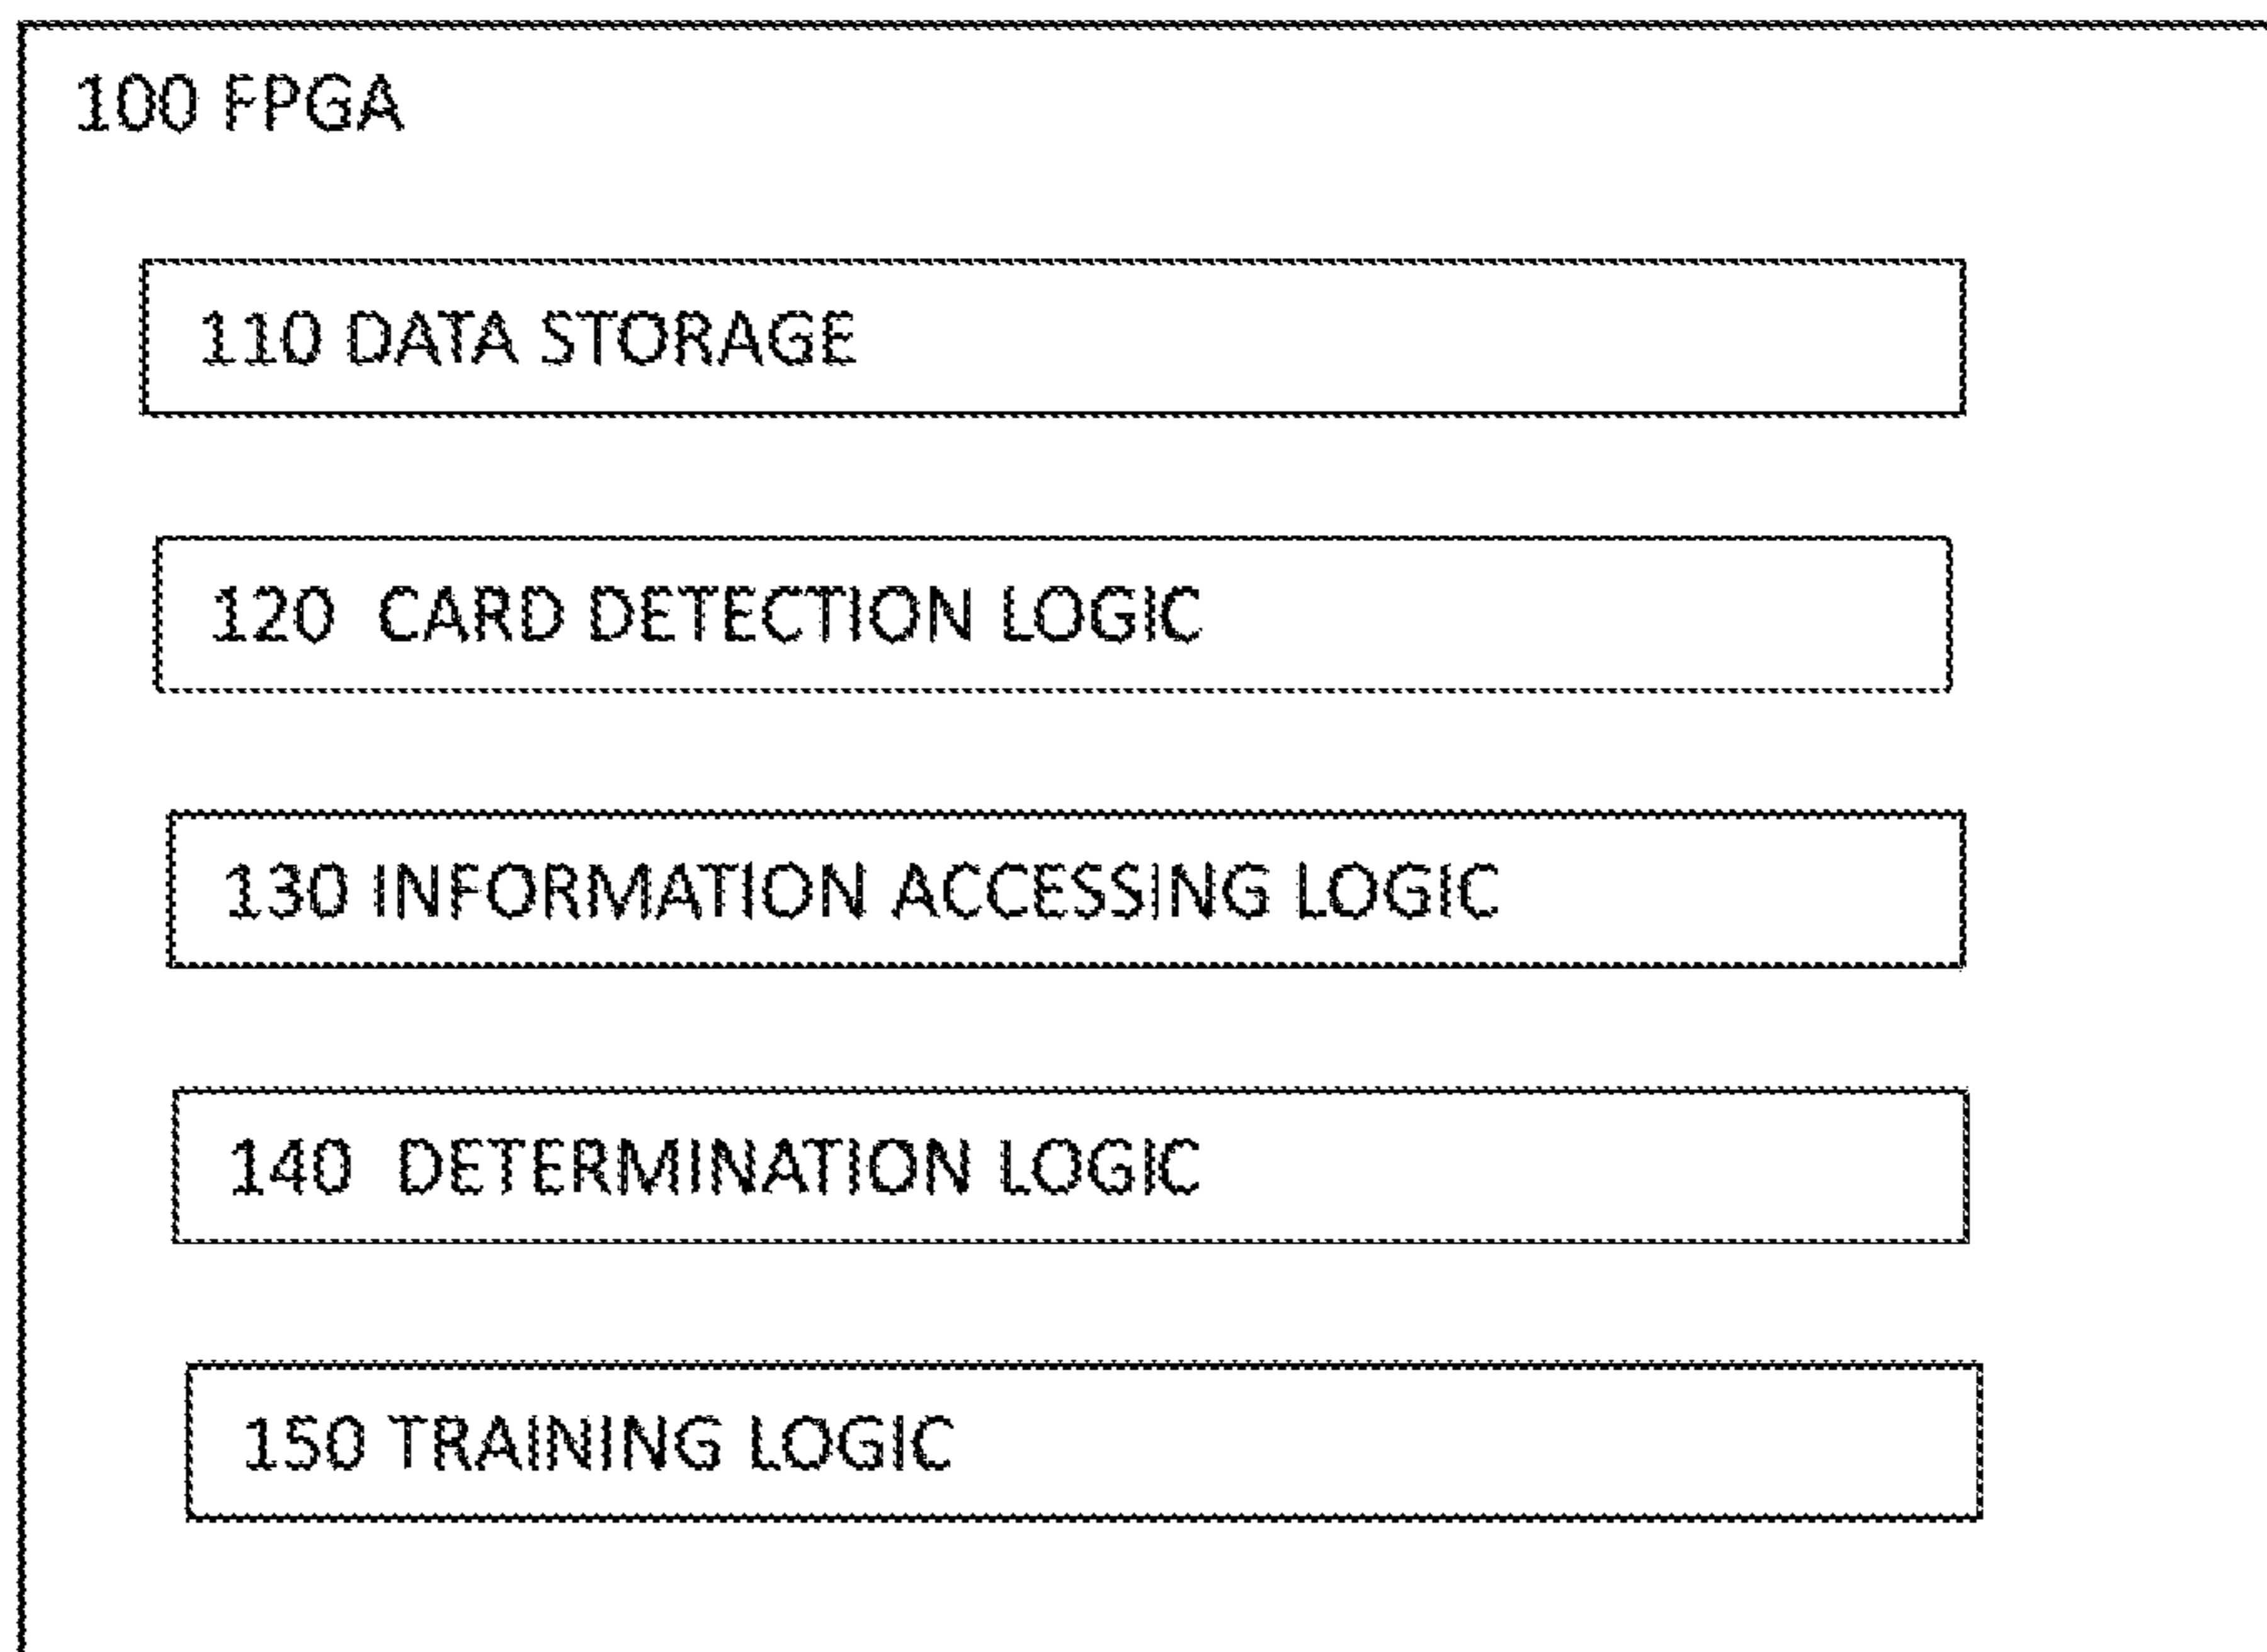 100 FPGA
110 DATA STORAGE
120 CARD DETECTION LOGIC
130 INFORMATION ACCESSING LOGIC
140 DETERMINATION LOGIC
150 TRAINING LOGIC